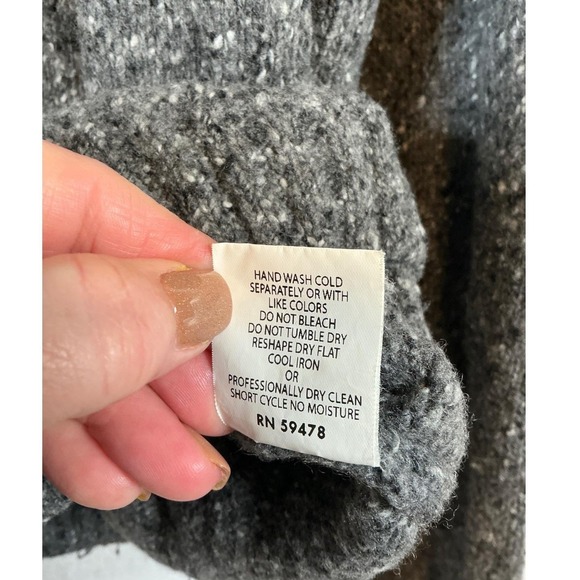 HAND WASH COLD
SEPARATELY OR WITH
LIKE COLORS
DO NOT BLEACH
DO NOT TUMBLE DRY
RESHAPE DRY FLAT
COOL IRON
OR
PROFESSIONALLY DRY CLEAN
SHORT CYCLE NO MOISTURE
RN 59478